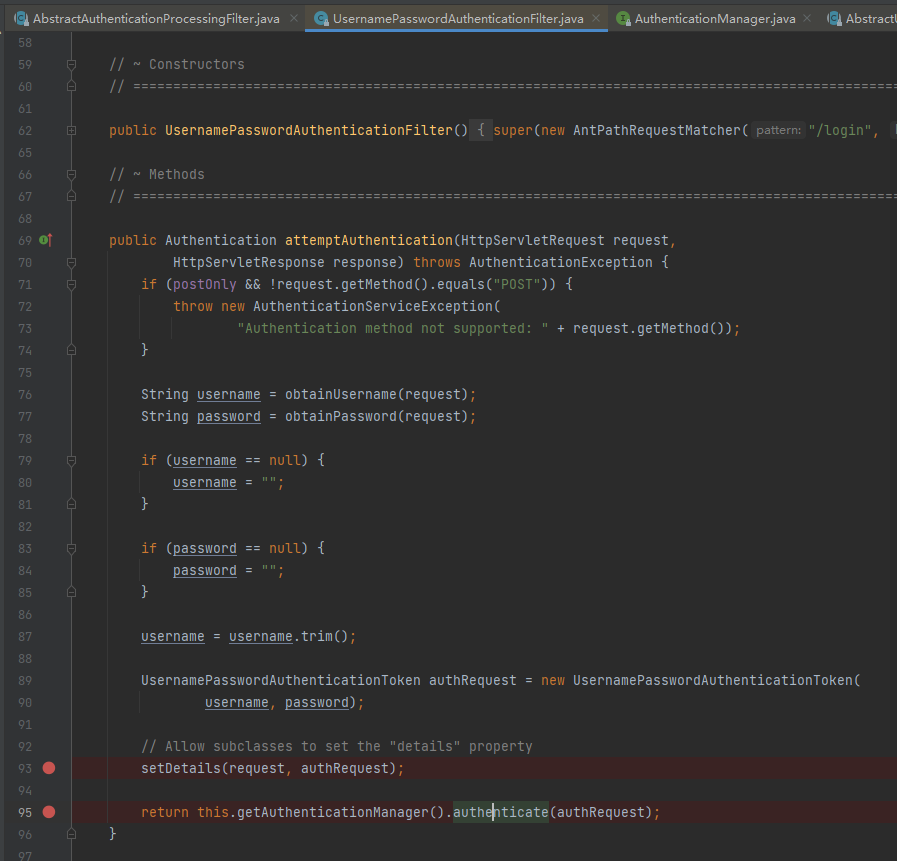 AbstractAuthenticationProcessingFilter.java × UsernamePasswordAuthenticationFilter.java × AuthenticationManager.java × AbstractU
58
59 // ~ Constructors
60 // ================================================================================================
61
62 public UsernamePasswordAuthenticationFilter() { super(new AntPathRequestMatcher( pattern: "/login",
65
66 // ~ Methods
67 // ================================================================================================
68
69 public Authentication attemptAuthentication(HttpServletRequest request,
70 HttpServletResponse response) throws AuthenticationException {
71 if (postOnly && !request.getMethod().equals("POST")) {
72 throw new AuthenticationServiceException(
73 "Authentication method not supported: " + request.getMethod());
74 }
75
76 String username = obtainUsername(request);
77 String password = obtainPassword(request);
78
79 if (username == null) {
80 username = "";
81 }
82
83 if (password == null) {
84 password = "";
85 }
86
87 username = username.trim();
88
89 UsernamePasswordAuthenticationToken authRequest = new UsernamePasswordAuthenticationToken(
90 username, password);
91
92 // Allow subclasses to set the "details" property
93 setDetails(request, authRequest);
94
95 return this.getAuthenticationManager().authenticate(authRequest);
96 }
97